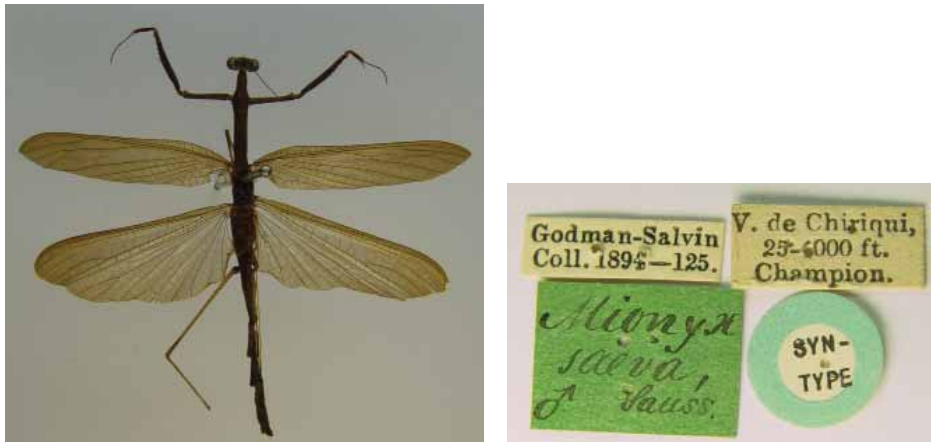 Godman-Salvin
Coll. 1894—125.
V. de Chiriqui,
25-4000 ft.
Champion.
Mionyx
saeva,
♂ Sauss.
SYN-
TYPE